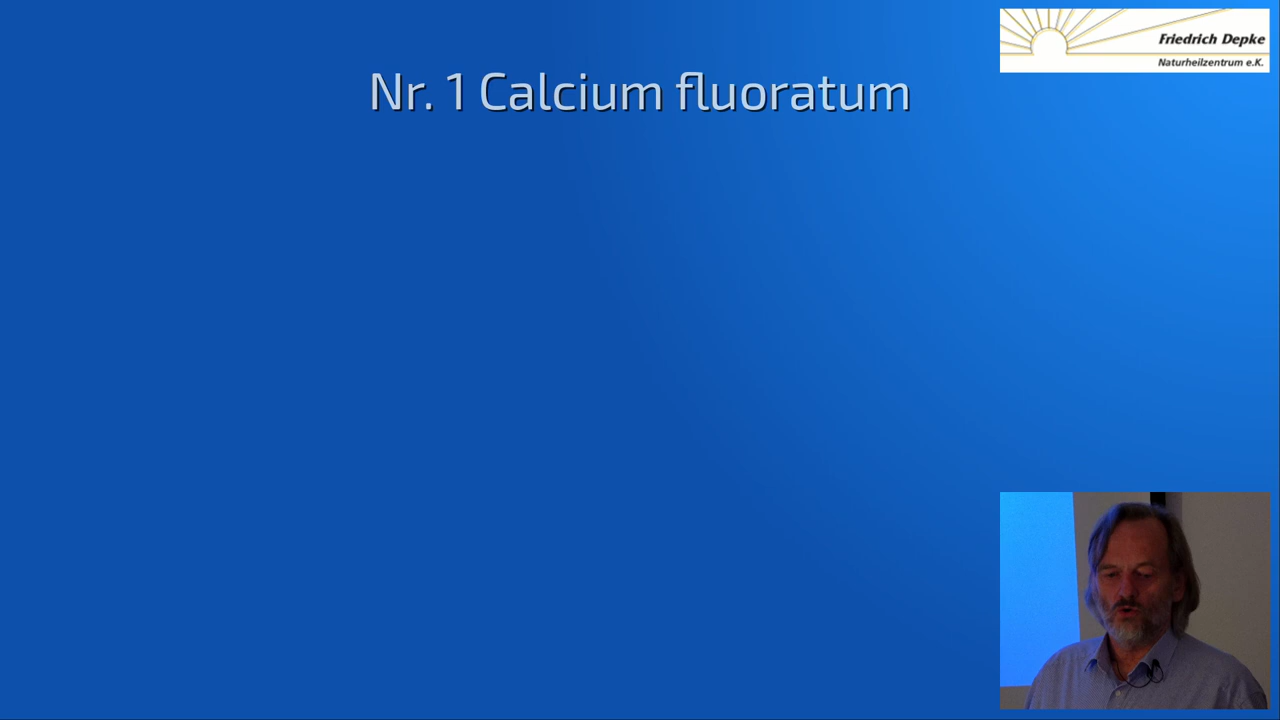 Nr. 1 Calcium fluoratum
Friedrich Depke
Naturheilzentrum e.K.